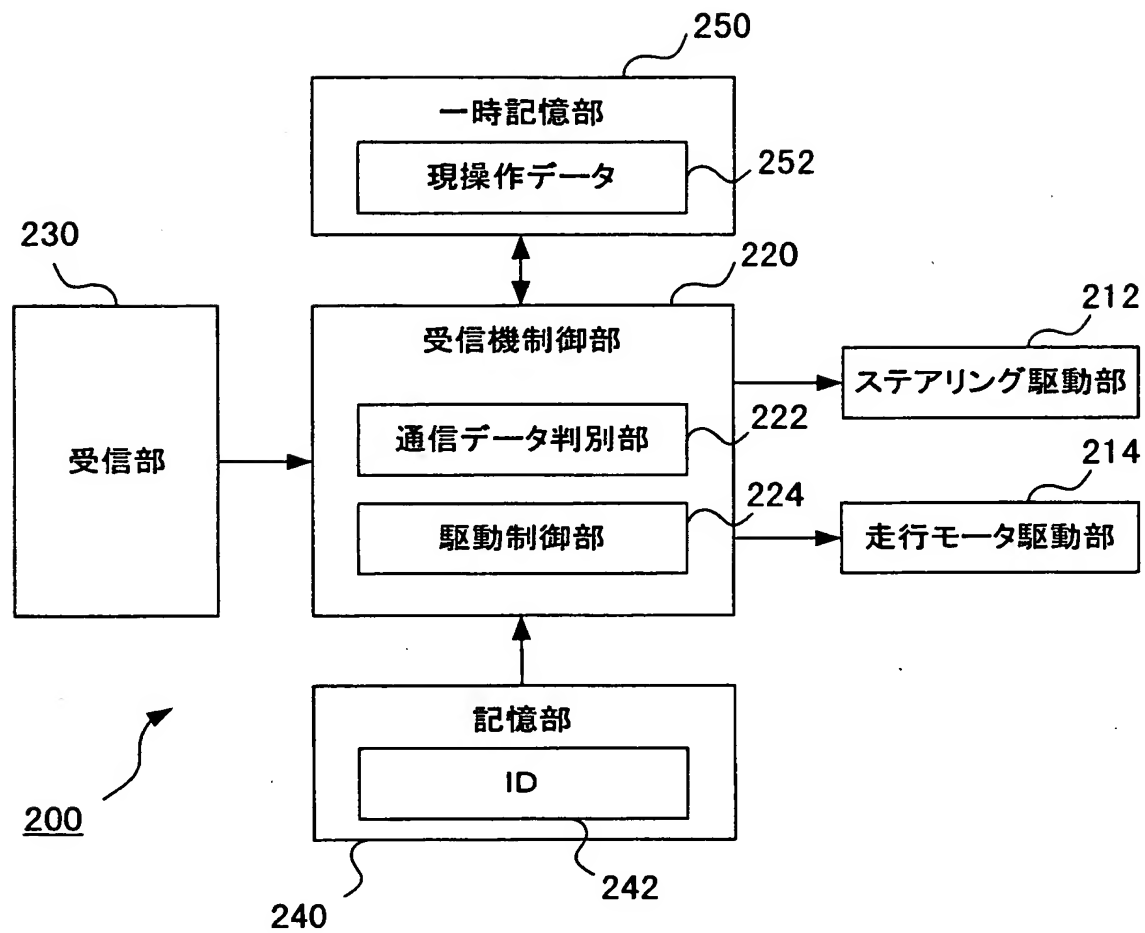 250
一時記憶部
現操作データ
252
230
220
受信部
受信機制御部
通信データ判別部
222
駆動制御部
224
212
ステアリング駆動部
214
走行モータ駆動部
記憶部
ID
200
240
242